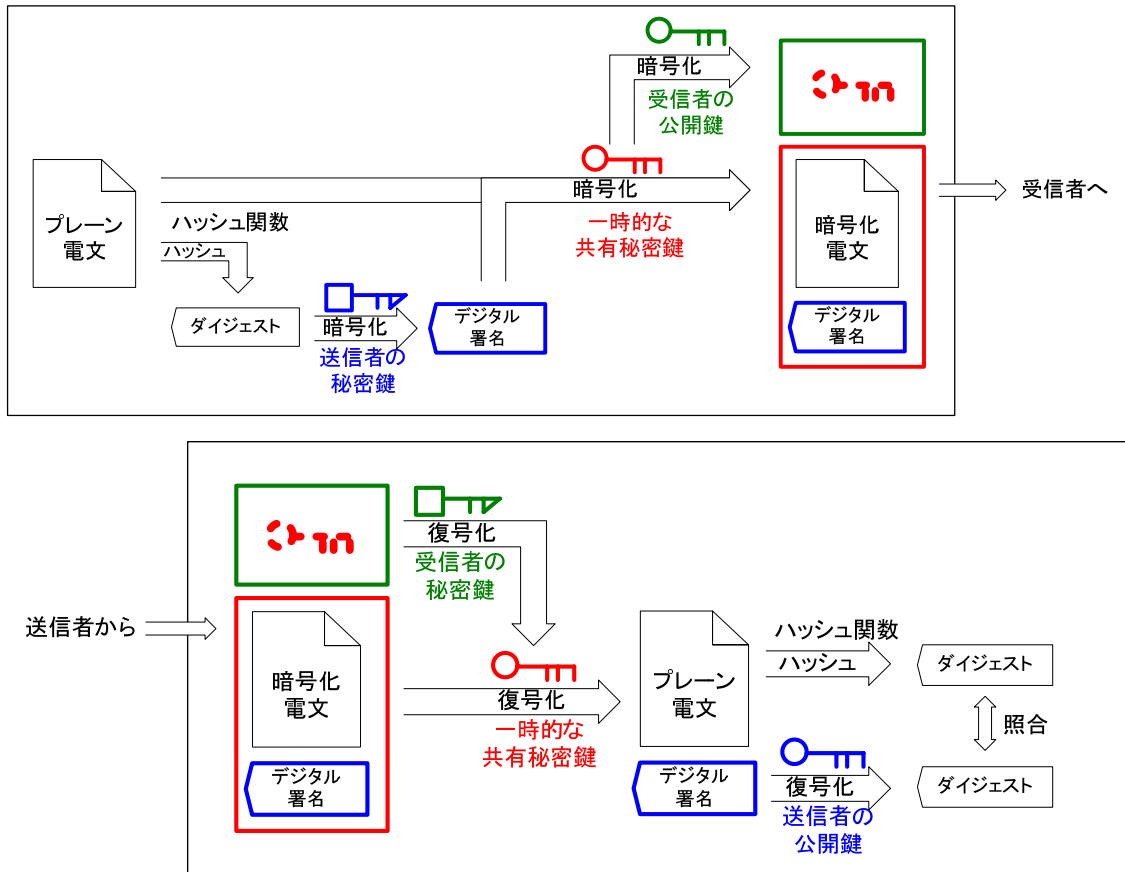 暗号化
受信者の
公開鍵
プレーン
電文
暗号化
一時的な
共有秘密鍵
ハッシュ関数
ハッシュ
ダイジェスト
暗号化
送信者の
秘密鍵
デジタル
署名
暗号化
電文
デジタル
署名
受信者へ
送信者から
復号化
受信者の
秘密鍵
暗号化
電文
デジタル
署名
復号化
一時的な
共有秘密鍵
プレーン
電文
デジタル
署名
ハッシュ関数
ハッシュ
ダイジェスト
照合
復号化
送信者の
公開鍵
ダイジェスト